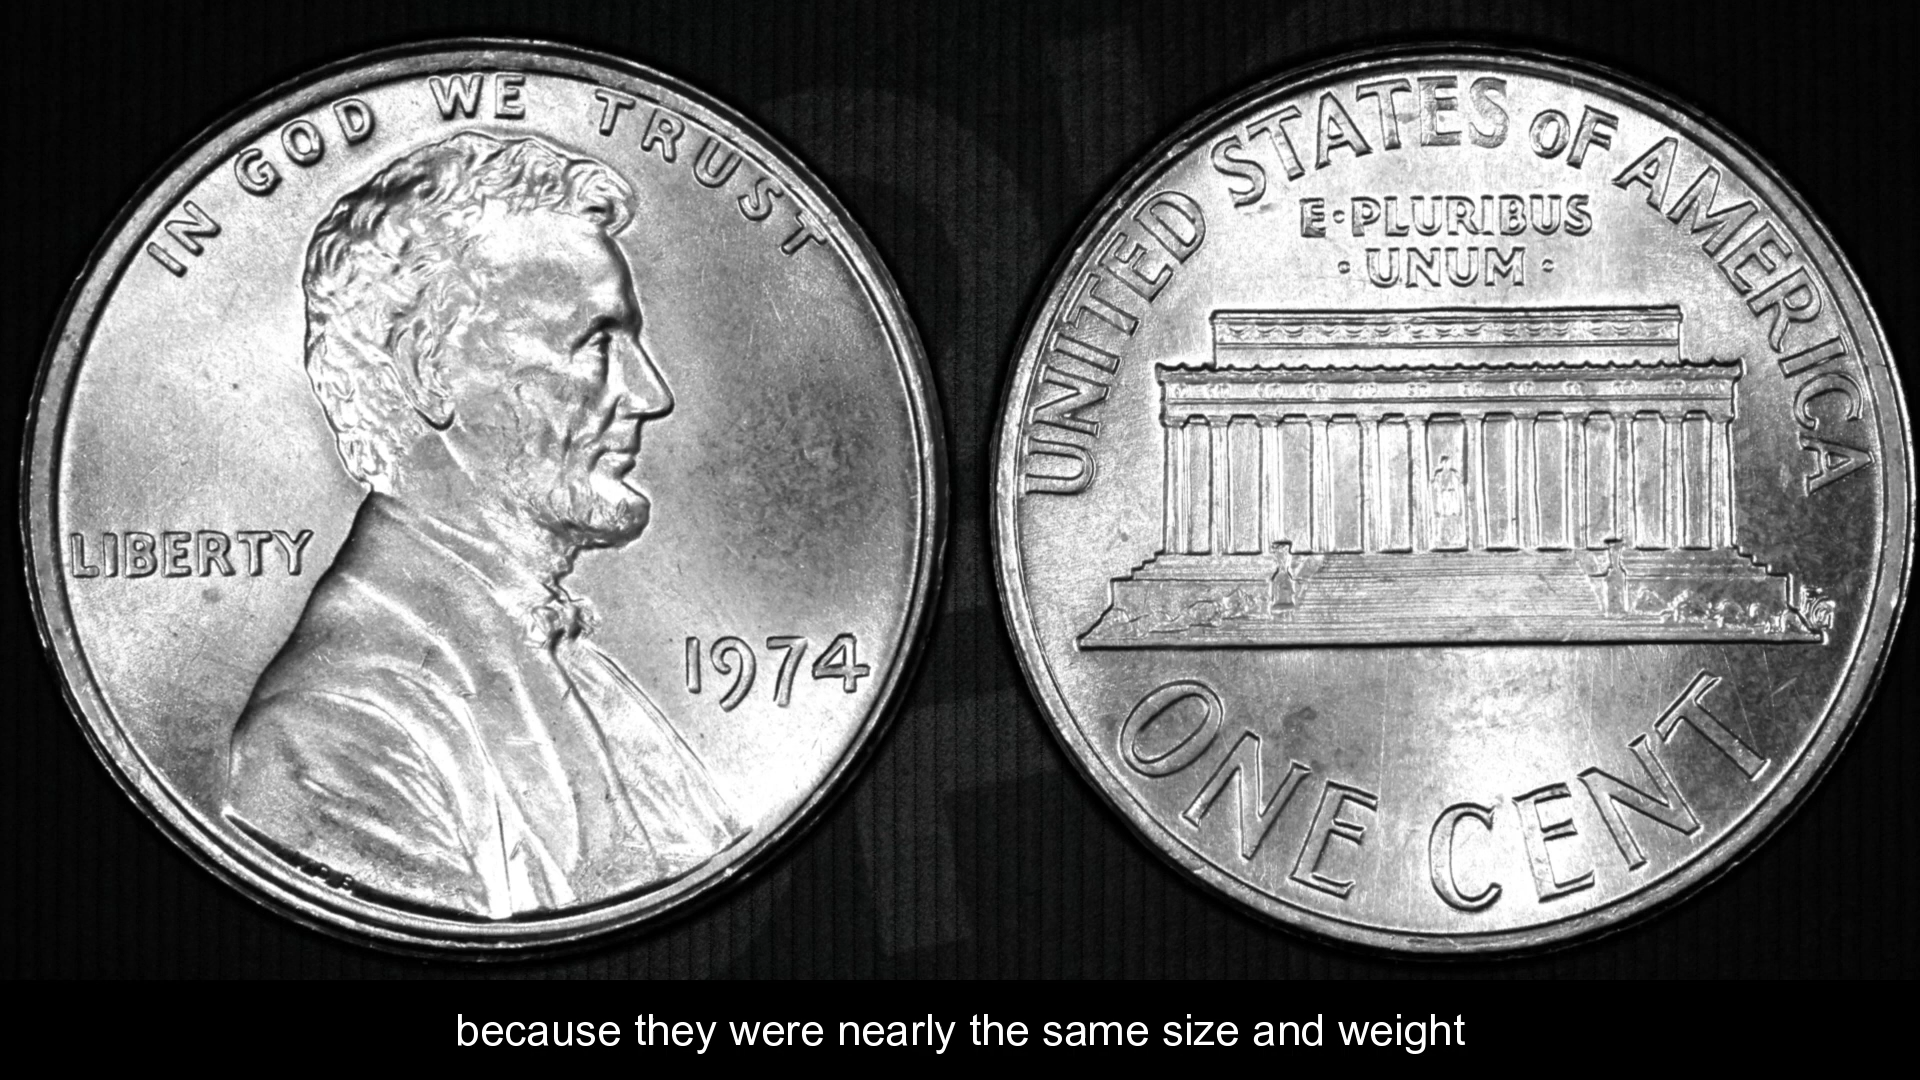 IN GOD WE TRUST
LIBERTY
1974
UNITED STATES OF AMERICA
E·PLURIBUS
·UNUM·
ONE CENT
because they were nearly the same size and weight